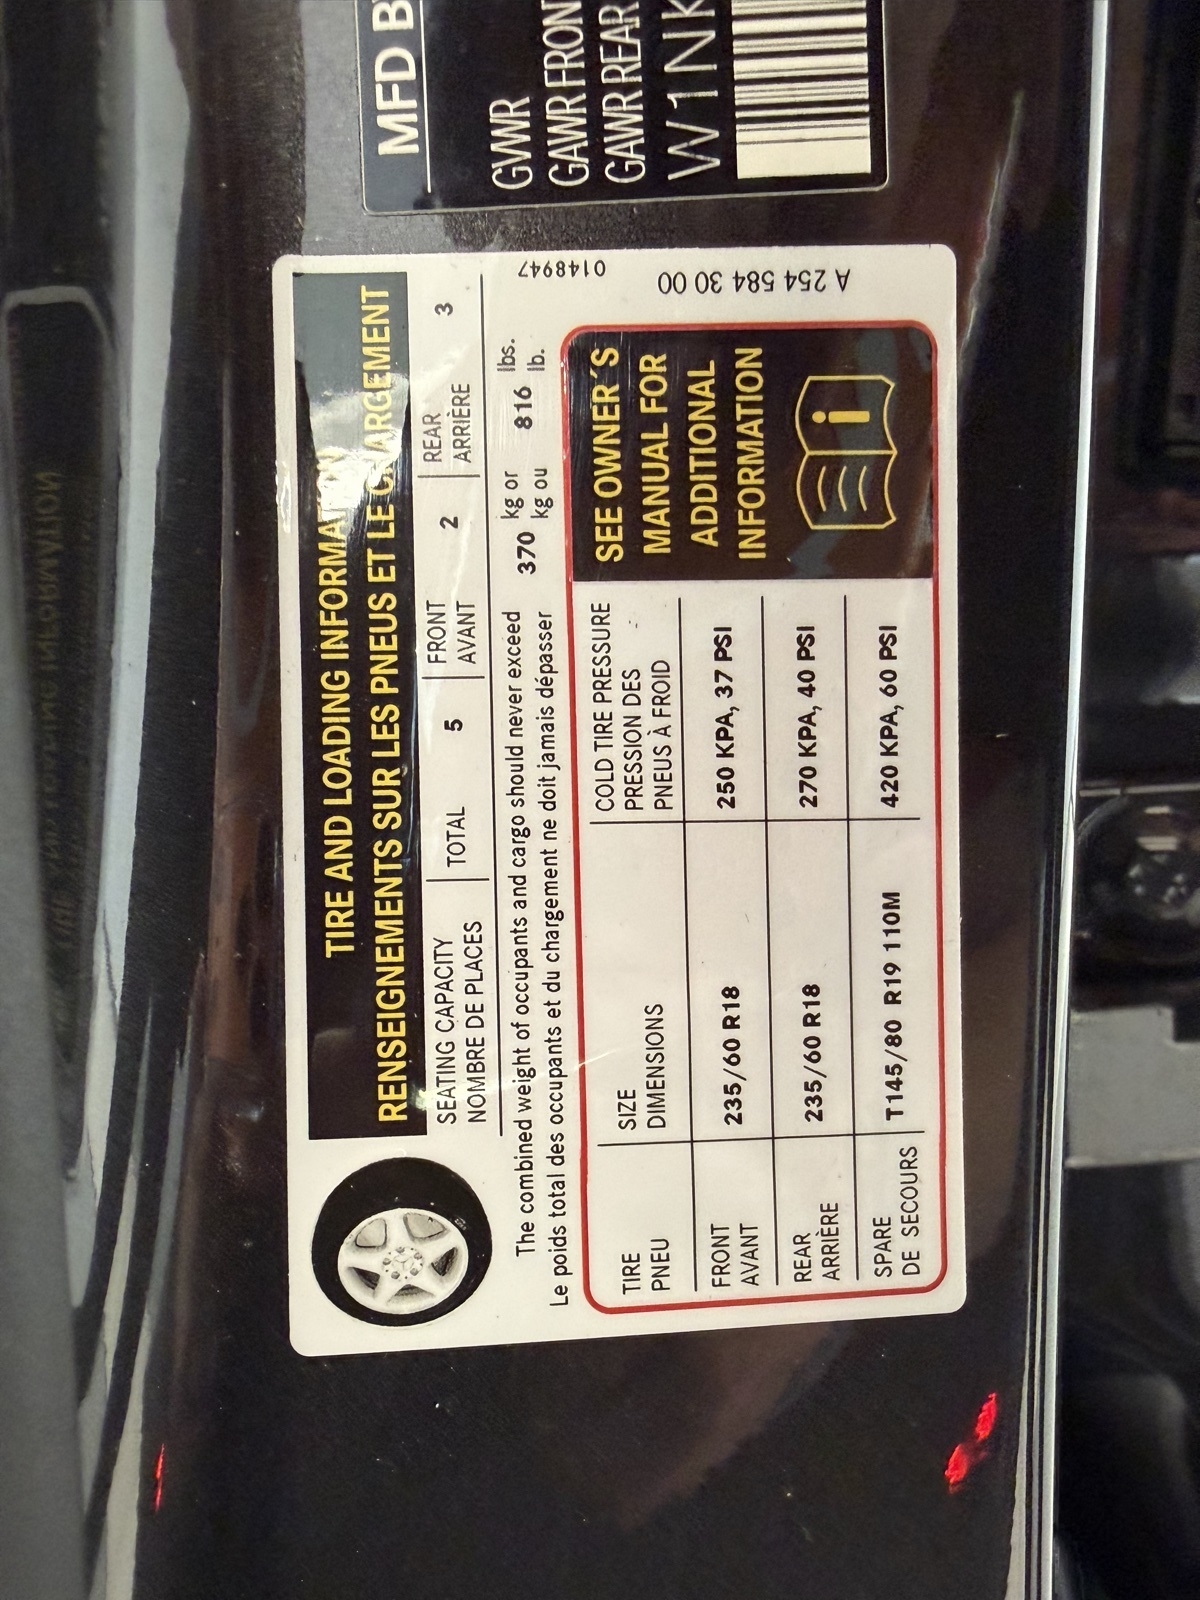 TIRE AND LOADING INFORMATION
RENSEIGNEMENTS SUR LES PNEUS ET LE CHARGEMENT
SEATING CAPACITY TOTAL 5 FRONT 2 REAR 3
NOMBRE DE PLACES AVANT ARRIÈRE
The combined weight of occupants and cargo should never exceed 370 kg or 816 lbs.
Le poids total des occupants et du chargement ne doit jamais dépasser kg ou lb.
TIRE SIZE COLD TIRE PRESSURE
PNEU DIMENSIONS PRESSION DES
PNEUS À FROID
FRONT 235/60 R18 250 KPA, 37 PSI
AVANT
REAR 235/60 R18 270 KPA, 40 PSI
ARRIÈRE
SPARE T145/80 R19 110M 420 KPA, 60 PSI
DE SECOURS
SEE OWNER´S
MANUAL FOR
ADDITIONAL
INFORMATION
i
0148947
A 254 584 30 00
MFD B
GVWR
GAWR FRON
GAWR REAR
W1NK